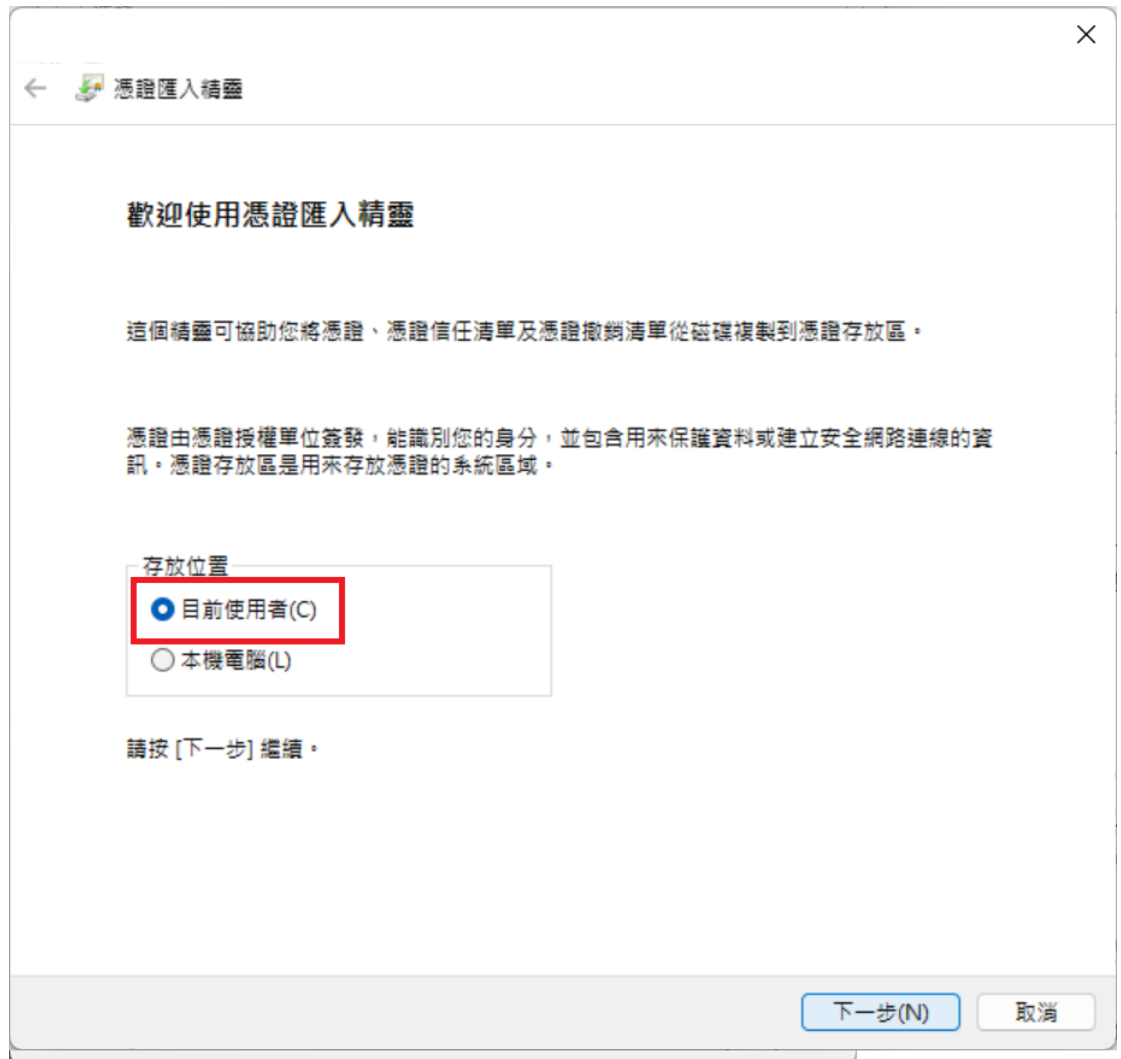 憑證匯入精靈
歡迎使用憑證匯入精靈
這個精靈可協助您將憑證、憑證信任清單及憑證撤銷清單從磁碟複製到憑證存放區。
憑證由憑證授權單位簽發，能識別您的身分，並包含用來保護資料或建立安全網路連線的資
訊。憑證存放區是用來存放憑證的系統區域。
存放位置
目前使用者(C)
本機電腦(L)
請按 [下一步] 繼續。
下一步(N)
取消